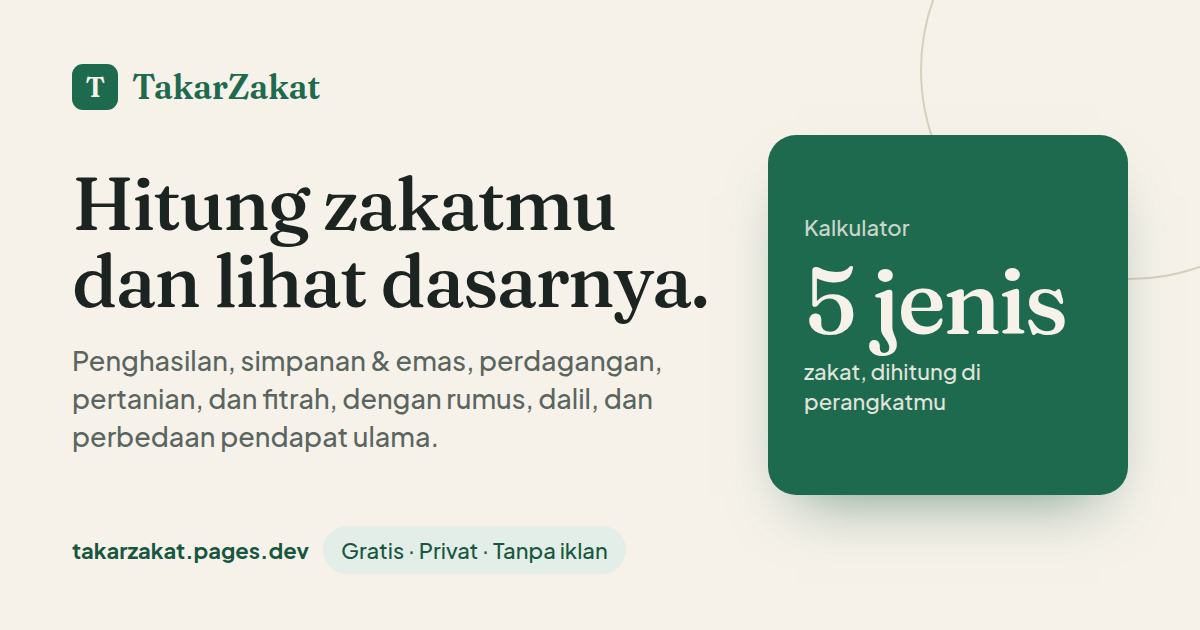 T
TakarZakat
Hitung zakatmu
dan lihat dasarnya.
Penghasilan, simpanan & emas, perdagangan,
pertanian, dan fitrah, dengan rumus, dalil, dan
perbedaan pendapat ulama.
takarzakat.pages.dev
Gratis · Privat · Tanpa iklan
Kalkulator
5 jenis
zakat, dihitung di
perangkatmu